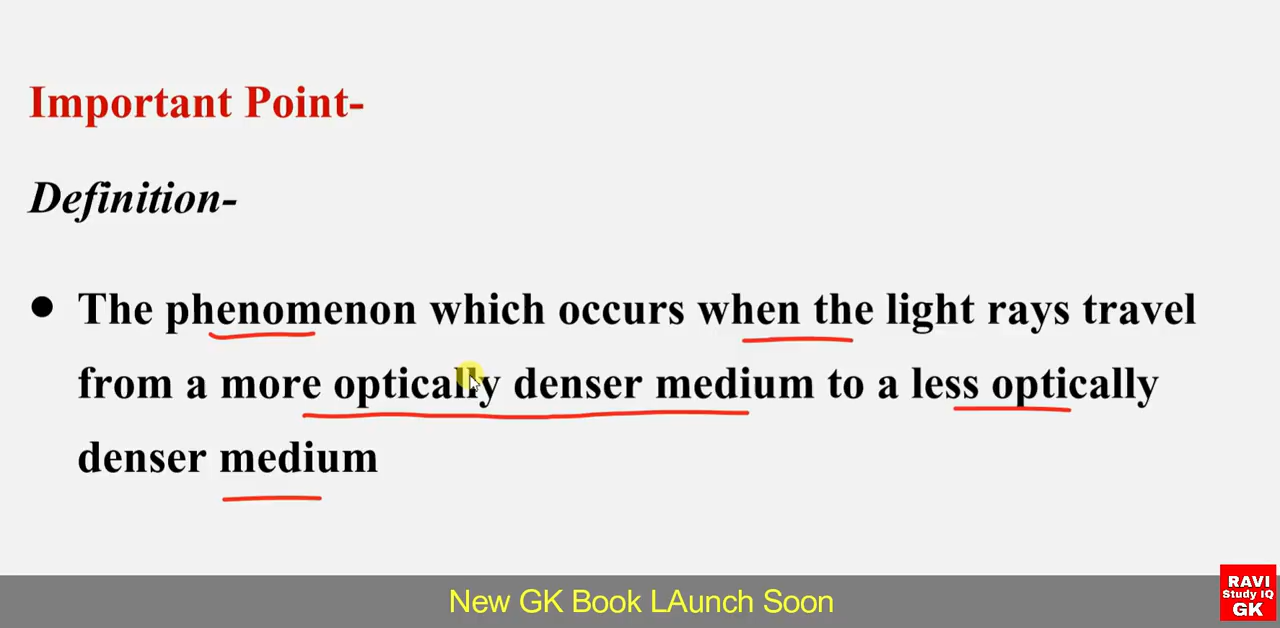 Important Point-
Definition-
● The phenomenon which occurs when the light rays travel
from a more optically denser medium to a less optically
denser medium
New GK Book LAunch Soon
RAVI
Study IQ
GK